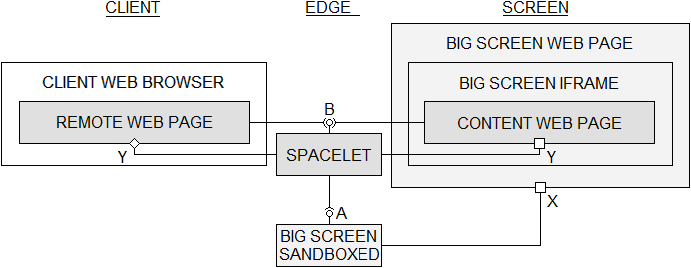 CLIENT
EDGE
SCREEN
BIG SCREEN WEB PAGE
CLIENT WEB BROWSER
BIG SCREEN IFRAME
B
REMOTE WEB PAGE
CONTENT WEB PAGE
Y
SPACELET
Y
X
A
BIG SCREEN
SANDBOXED